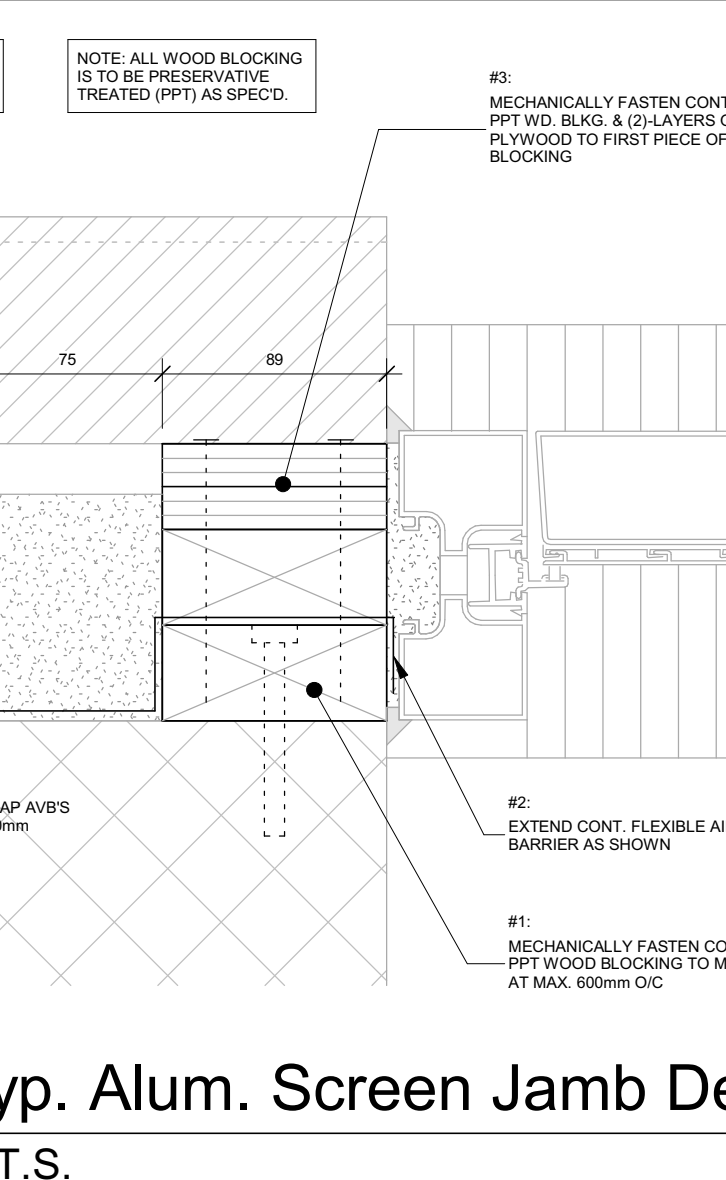 NOTE: ALL WOOD BLOCKING
IS TO BE PRESERVATIVE
TREATED (PPT) AS SPEC'D.
#3:
MECHANICALLY FASTEN CONT
PPT WD. BLKG. & (2)-LAYERS
PLYWOOD TO FIRST PIECE OF
BLOCKING
75
89
AP AVB'S
0mm
#2:
EXTEND CONT. FLEXIBLE AI
BARRIER AS SHOWN
#1:
MECHANICALLY FASTEN CO
PPT WOOD BLOCKING TO M
AT MAX. 600mm O/C
yp. Alum. Screen Jamb De
T.S.